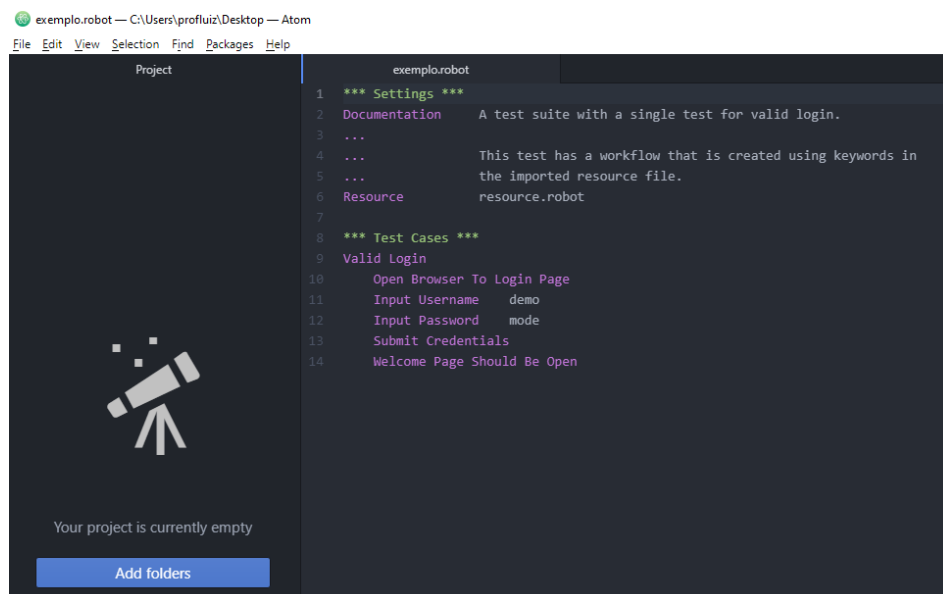 exemplo.robot — C:\Users\profluiz\Desktop — Atom
File Edit View Selection Find Packages Help
Project
exemplo.robot
1 *** Settings ***
2 Documentation A test suite with a single test for valid login.
3 ...
4 ... This test has a workflow that is created using keywords in
5 ... the imported resource file.
6 Resource resource.robot
7
8 *** Test Cases ***
9 Valid Login
10 Open Browser To Login Page
11 Input Username demo
12 Input Password mode
13 Submit Credentials
14 Welcome Page Should Be Open
Your project is currently empty
Add folders